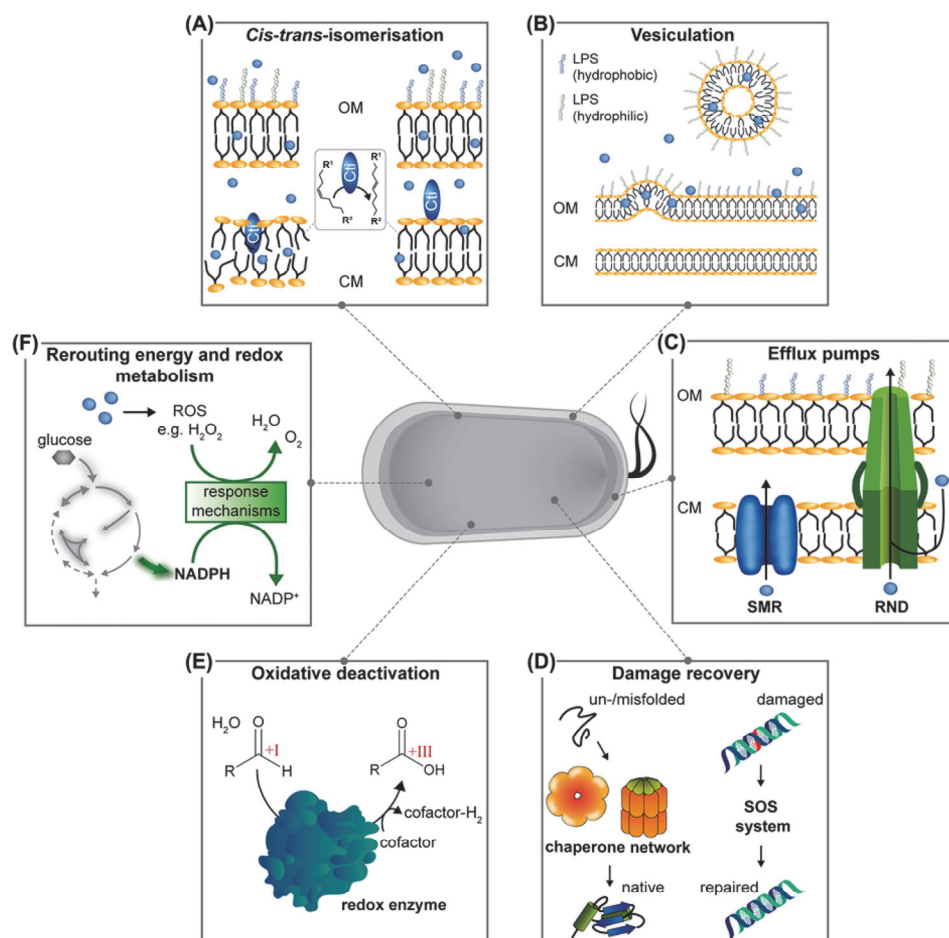 (A)
Cis-trans-isomerisation
OM
R¹
Cti
R¹
R²
R²
Cti
Cti
CM
(B)
Vesiculation
LPS
(hydrophobic)
LPS
(hydrophilic)
OM
CM
(F)
Rerouting energy and redox
metabolism
ROS
e.g. H₂O₂
H₂O
O₂
glucose
response
mechanisms
NADPH
NADP⁺
(C)
Efflux pumps
OM
CM
SMR
RND
(E)
Oxidative deactivation
H₂O
O
+I
R
H
O
+III
R
OH
cofactor-H₂
cofactor
redox enzyme
(D)
Damage recovery
un-/misfolded
damaged
chaperone network
SOS
system
native
repaired